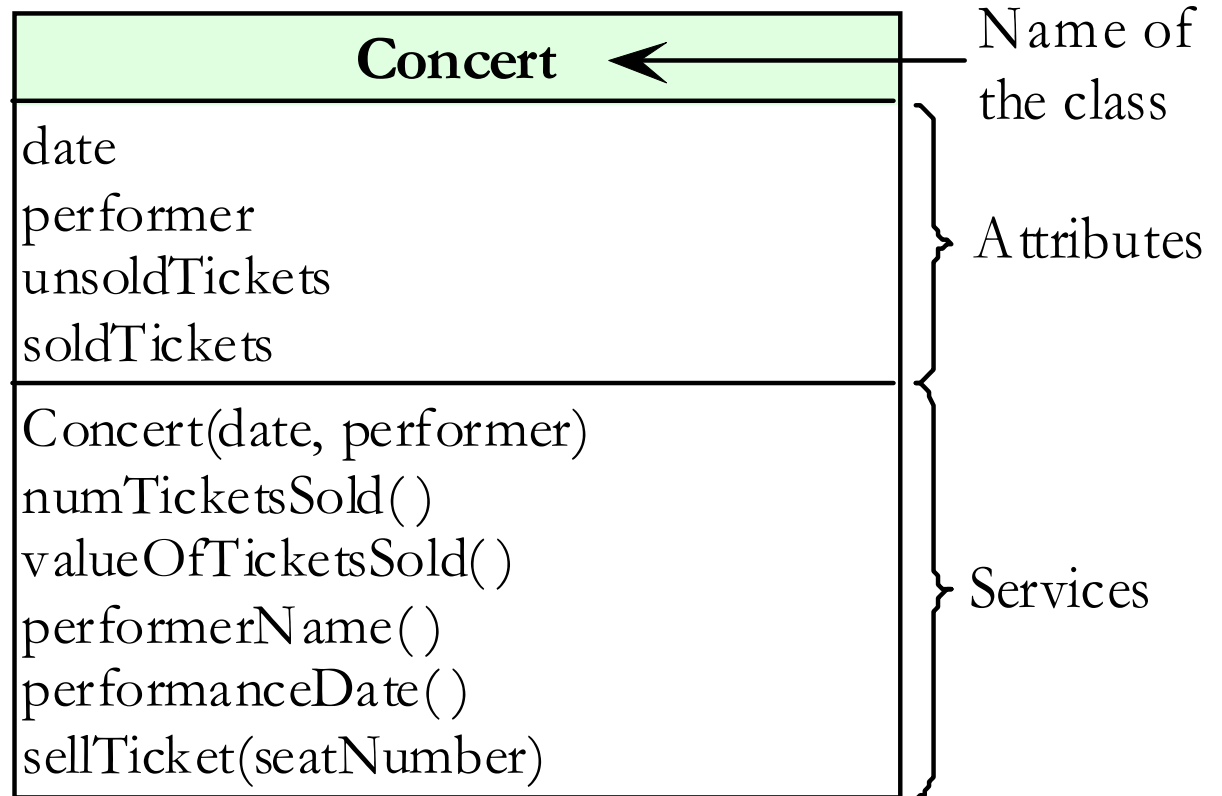 Concert
Name of
the class
date
performer
unsoldTickets
soldTickets
Attributes
Concert(date, performer)
numTicketsSold()
valueOfTicketsSold()
performerName()
performanceDate()
sellTicket(seatNumber)
Services